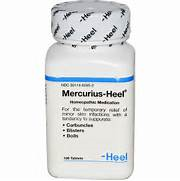 Mercurius-Heel®
Homeopathic Medication
For the temporary relief of
minor skin infections with a
tendency to suppurate:
• Carbuncles
• Blisters
• Boils
-Heel
100 Tablets